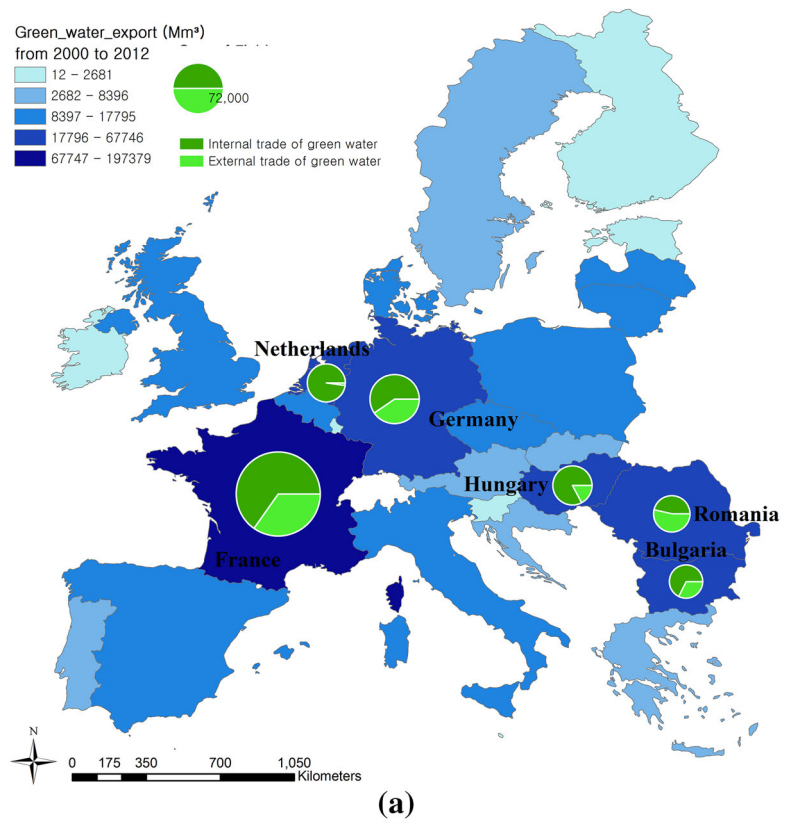 Green_water_export (Mm³)
from 2000 to 2012
12 - 2681
2682 - 8396
8397 - 17795
17796 - 67746
67747 - 197379
72,000
Internal trade of green water
External trade of green water
Netherlands
Germany
Hungary
Romania
Bulgaria
France
N
0 175 350 700 1,050
Kilometers
(a)